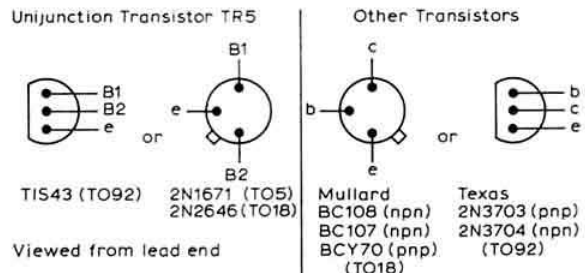 Unijunction Transistor TR5
B1
B2
e
or
B1
e
B2
TIS43 (TO92)
2N1671 (TO5)
2N2646 (TO18)
Viewed from lead end
Other Transistors
c
b
e
or
b
c
e
Mullard
BC108 (npn)
BC107 (npn)
BCY70 (pnp)
(TO18)
Texas
2N3703 (pnp)
2N3704 (npn)
(TO92)